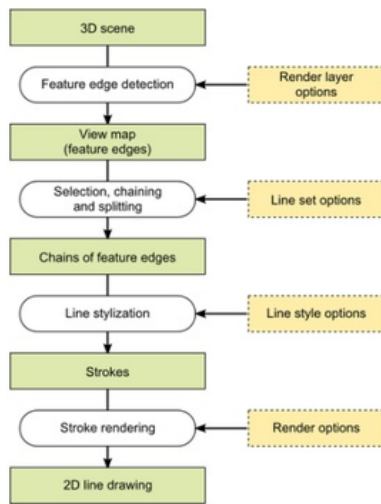 3D scene
Feature edge detection
Render layer
options
View map
(feature edges)
Selection, chaining
and splitting
Line set options
Chains of feature edges
Line stylization
Line style options
Strokes
Stroke rendering
Render options
2D line drawing